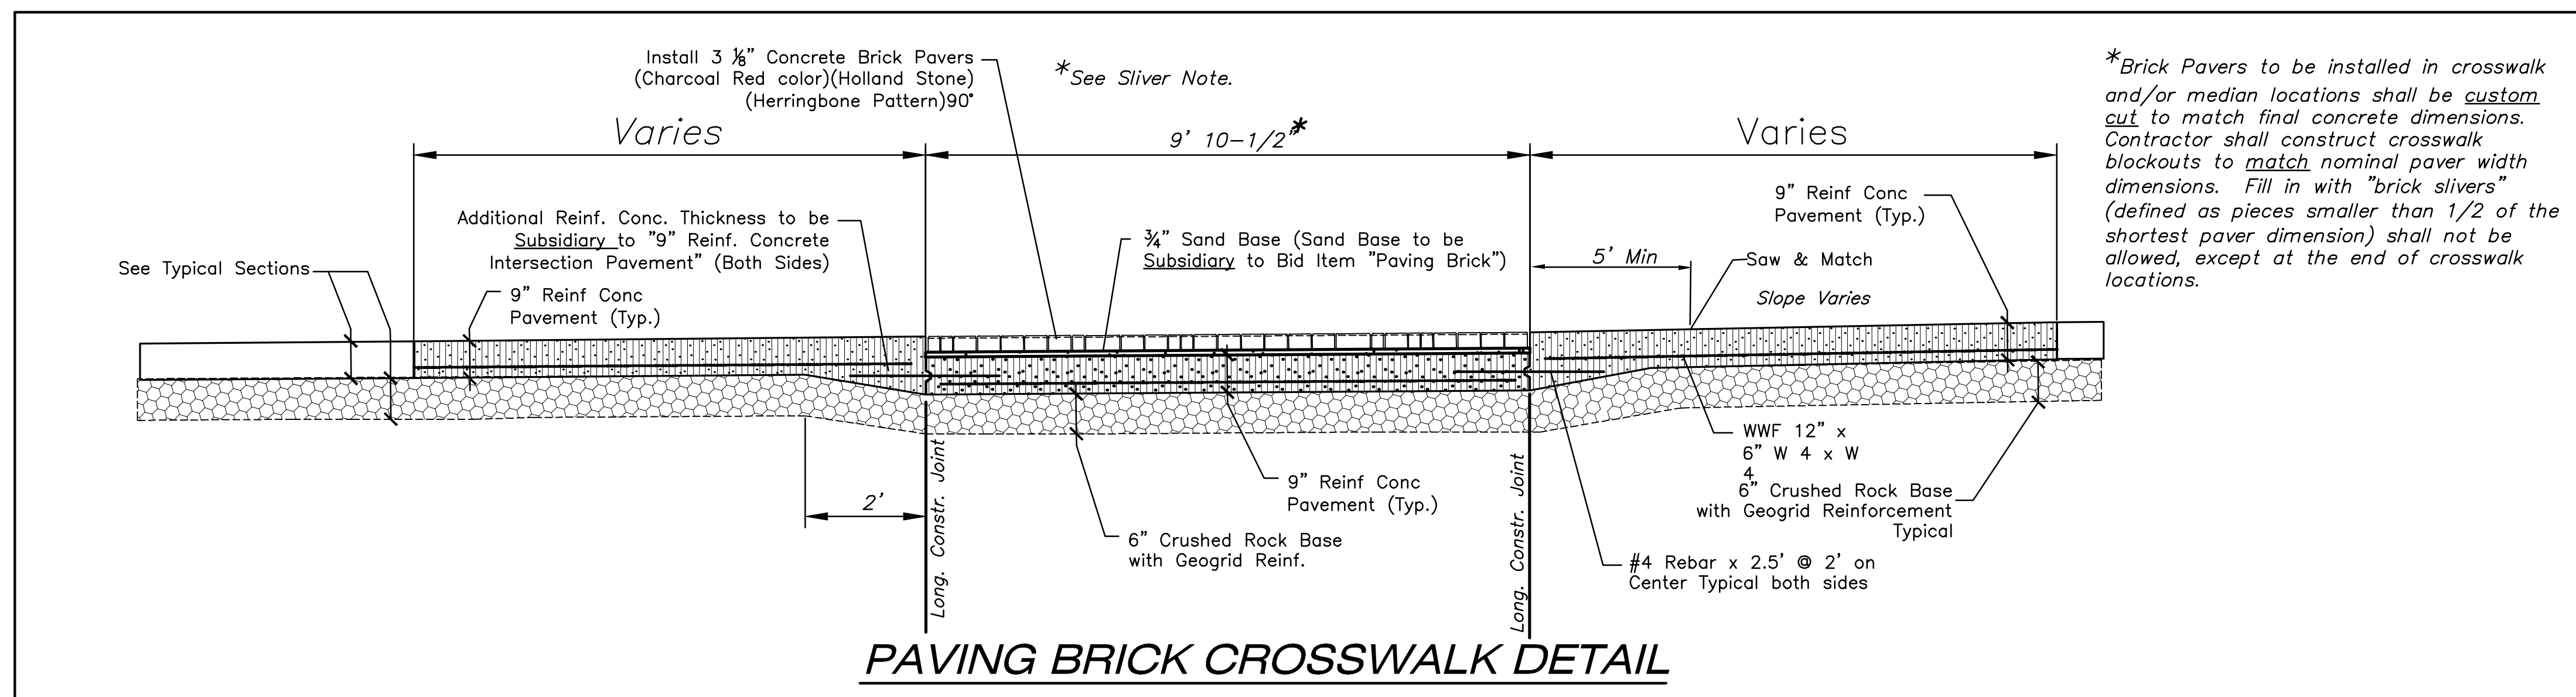 Install 3 ⅛" Concrete Brick Pavers
(Charcoal Red color)(Holland Stone)
(Herringbone Pattern)90°
*See Sliver Note.
*Brick Pavers to be installed in crosswalk
and/or median locations shall be custom
cut to match final concrete dimensions.
Contractor shall construct crosswalk
blockouts to match nominal paver width
dimensions.  Fill in with "brick slivers"
(defined as pieces smaller than 1/2 of the
shortest paver dimension) shall not be
allowed, except at the end of crosswalk
locations.
Varies
9' 10-1/2"*
Varies
9" Reinf Conc
Pavement (Typ.)
Additional Reinf. Conc. Thickness to be
Subsidiary to "9" Reinf. Concrete
Intersection Pavement" (Both Sides)
¾" Sand Base (Sand Base to be
Subsidiary to Bid Item "Paving Brick")
5' Min
Saw & Match
Slope Varies
See Typical Sections
9" Reinf Conc
Pavement (Typ.)
WWF 12" x
6" W 4 x W
4
6" Crushed Rock Base
with Geogrid Reinforcement
Typical
9" Reinf Conc
Pavement (Typ.)
2'
6" Crushed Rock Base
with Geogrid Reinf.
#4 Rebar x 2.5' @ 2' on
Center Typical both sides
Long. Constr. Joint
Long. Constr. Joint
PAVING BRICK CROSSWALK DETAIL